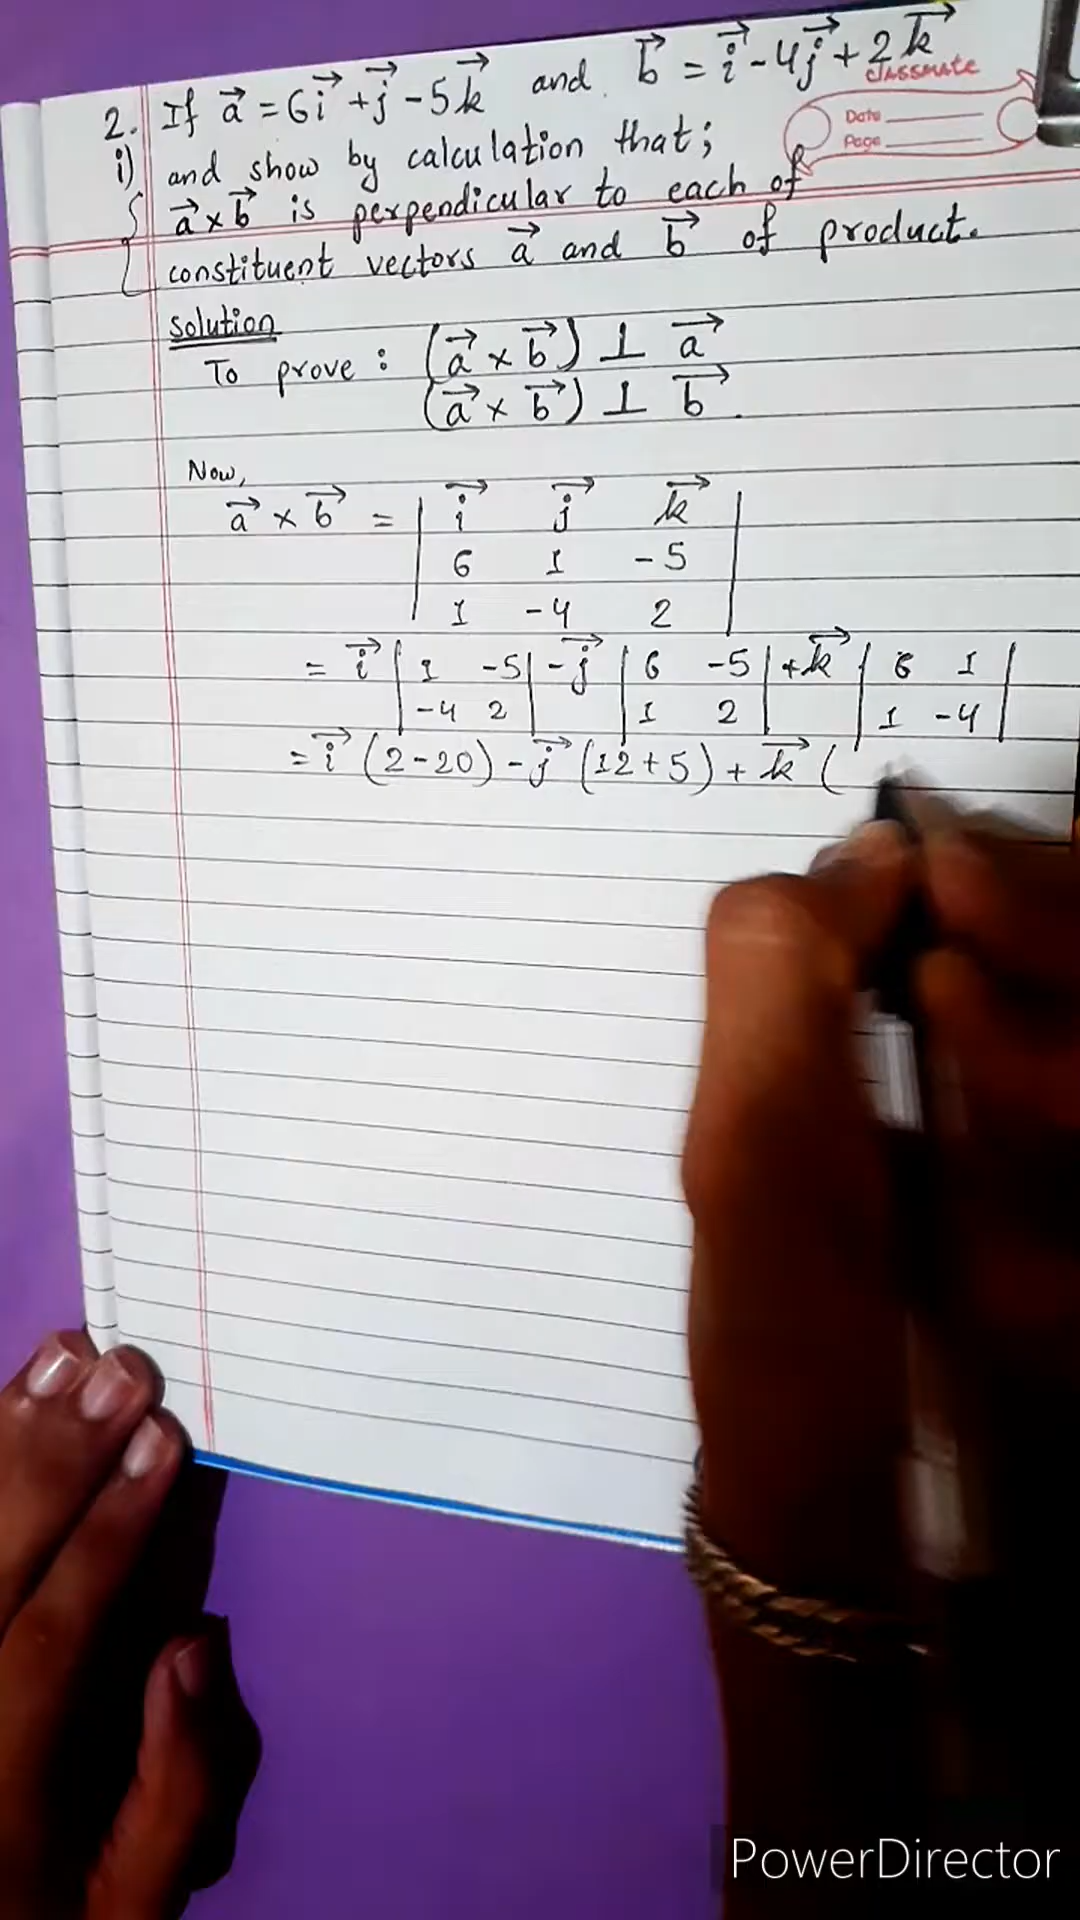 2. If a⃗ = 6i⃗ + j⃗ - 5k⃗ and b⃗ = i⃗ - 4j⃗ + 2k⃗
classmate
Date
Page
i) and show by calculation that;
a⃗ x b⃗ is perpendicular to each of
constituent vectors a⃗ and b⃗ of product.
Solution
To prove : (a⃗ x b⃗) ⊥ a⃗
(a⃗ x b⃗) ⊥ b⃗ .
Now,
a⃗ x b⃗ = | i⃗ j⃗ k⃗ |
6 1 -5
1 -4 2
= i⃗ | 1 -5 | - j⃗ | 6 -5 | + k⃗ | 6 1 |
-4 2 | 1 2 | 1 -4
= i⃗ (2-20) - j⃗ (12+5) + k⃗ (
PowerDirector